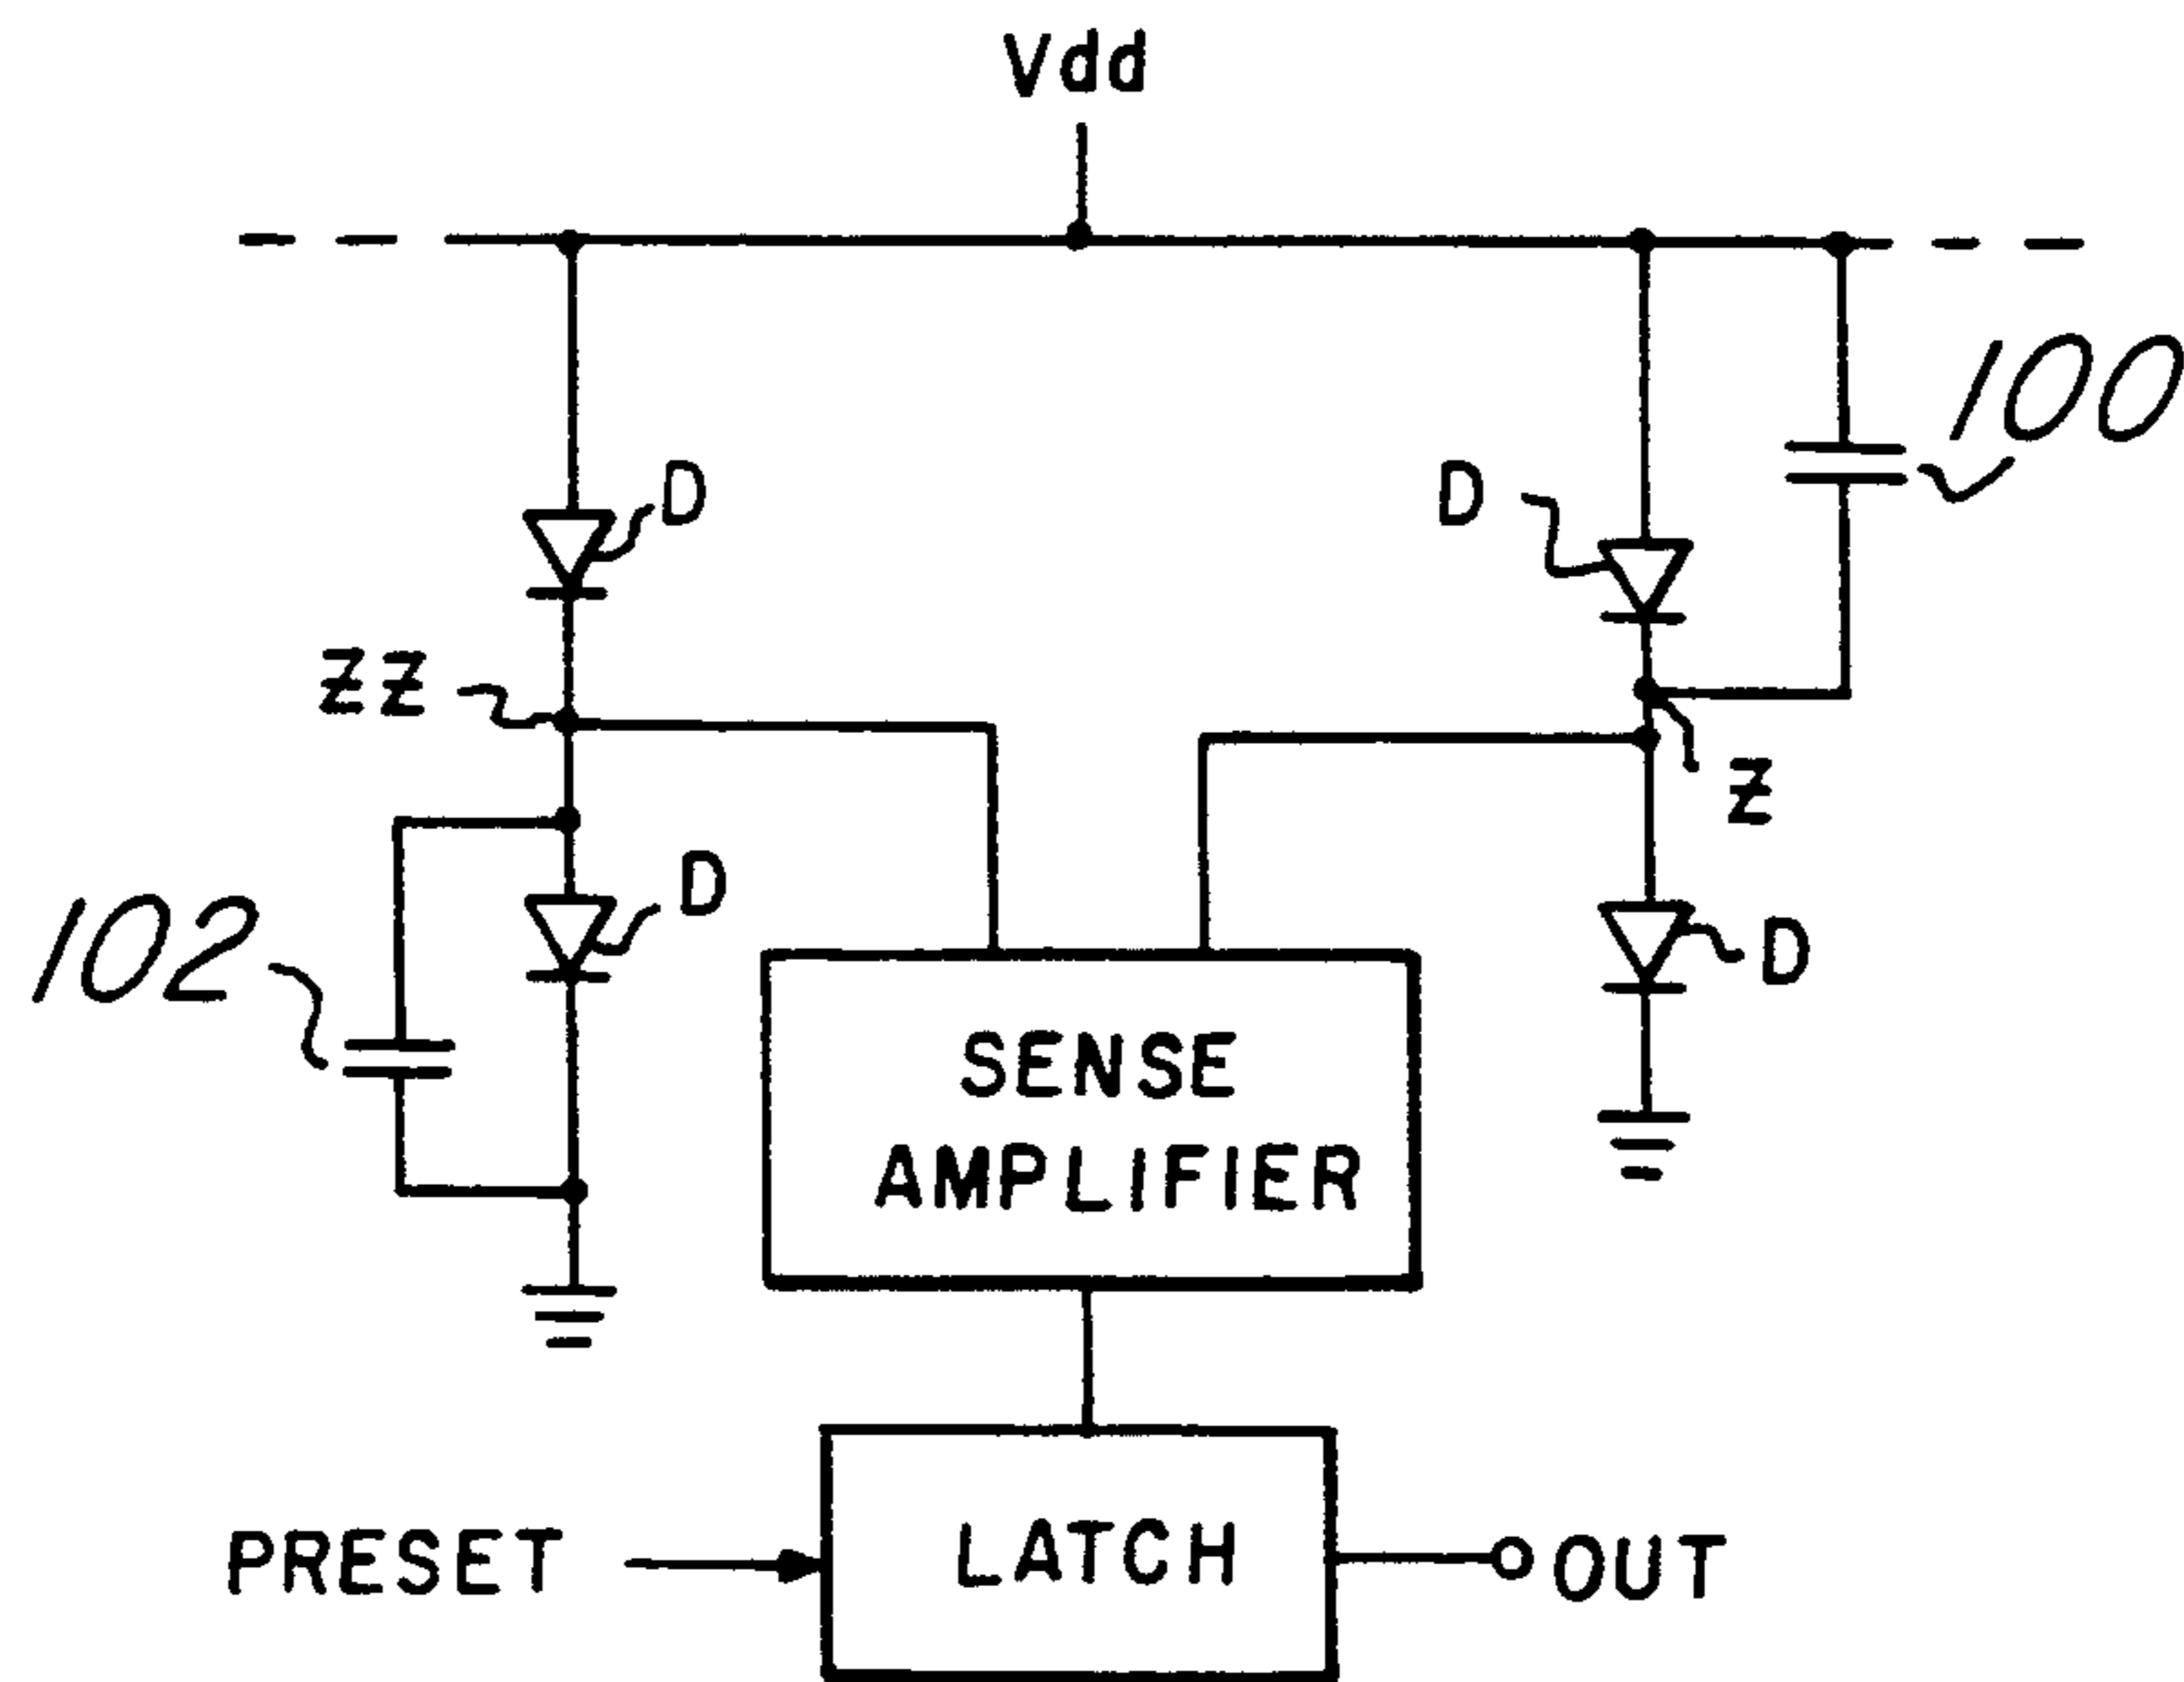 Vdd
100
D
D
ZZ
Z
D
102
D
SENSE
AMPLIFIER
PRESET
LATCH
OUT